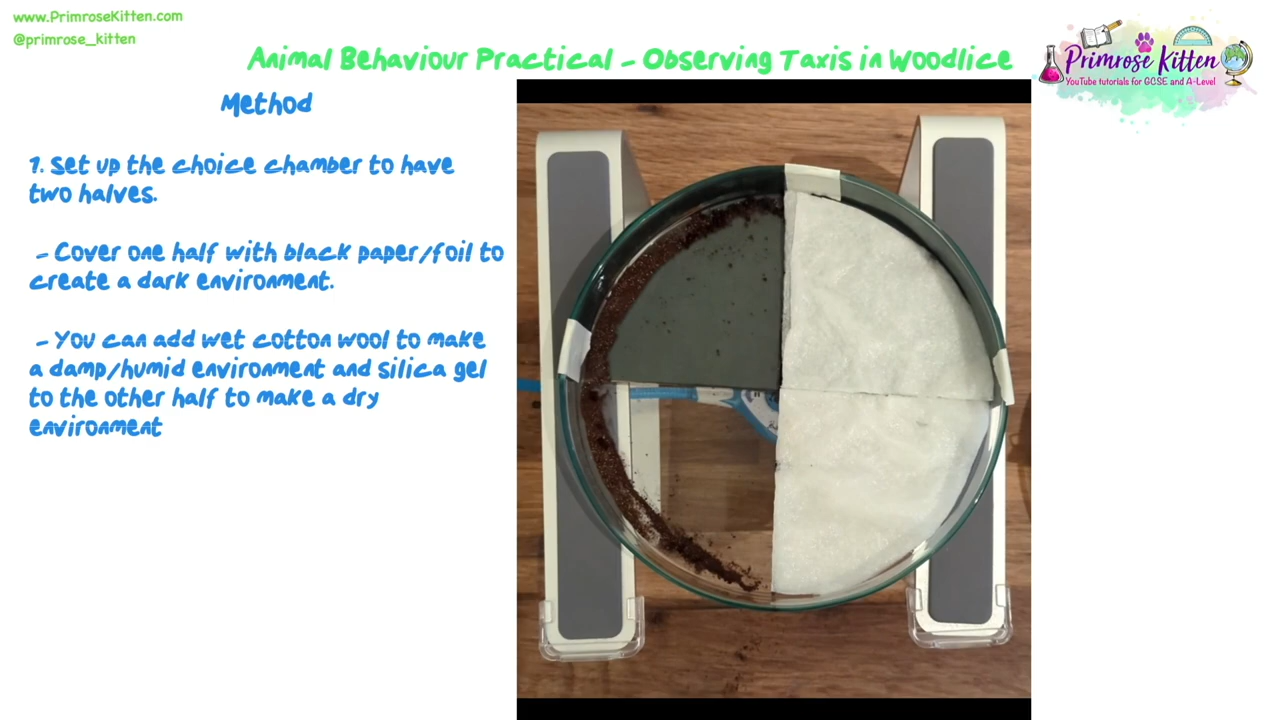 www.PrimroseKitten.com
@primrose_kitten
Animal Behaviour Practical - Observing Taxis in Woodlice
Primrose Kitten
YouTube tutorials for GCSE and A-Level
Method
1. Set up the choice chamber to have
two halves.
- Cover one half with black paper/foil to
create a dark environment.
- You can add wet cotton wool to make
a damp/humid environment and silica gel
to the other half to make a dry
environment